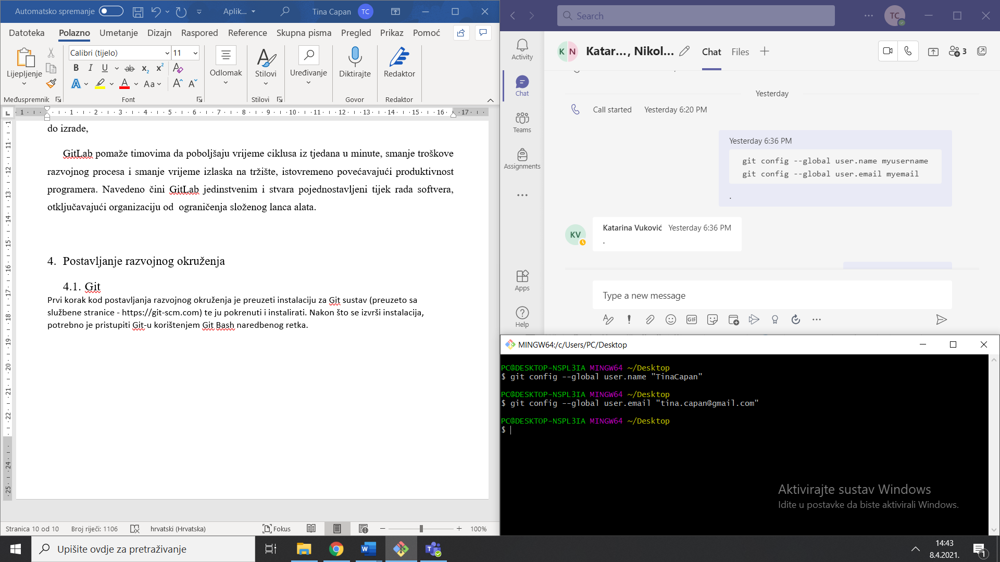 Automatsko spremanje
Aplik...
Tina Capan
TC
Datoteka
Polazno
Umetanje
Dizajn
Raspored
Reference
Skupna pisma
Pregled
Prikaz
Pomoć
Lijepljenje
Calibri (tijelo)
11
Odlomak
Stilovi
Uređivanje
Diktirajte
Redaktor
Međuspremnik
Font
Stilovi
Govor
Redaktor
do izrade,
GitLab pomaže timovima da poboljšaju vrijeme ciklusa iz tjedana u minute, smanje troškove
razvojnog procesa i smanje vrijeme izlaska na tržište, istovremeno povećavajući produktivnost
programera. Navedeno čini GitLab jedinstvenim i stvara pojednostavljeni tijek rada softvera,
otključavajući organizaciju od  ograničenja složenog lanca alata.
4. Postavljanje razvojnog okruženja
4.1. Git
Prvi korak kod postavljanja razvojnog okruženja je preuzeti instalaciju za Git sustav (preuzeto sa
službene stranice - https://git-scm.com) te ju pokrenuti i instalirati. Nakon što se izvrši instalacija,
potrebno je pristupiti Git-u korištenjem Git Bash naredbenog retka.
Stranica 10 od 10
Broj riječi: 1106
hrvatski (Hrvatska)
Fokus
100%
Search
TC
Activity
Chat
Teams
Assignments
Apps
Help
K N
Katar... , Nikol...
Chat
Files
3
Yesterday
Call started
Yesterday 6:20 PM
Yesterday 6:36 PM
git config --global user.name myusername
git config --global user.email myemail
.
KV
Katarina Vuković
Yesterday 6:36 PM
.
Type a new message
GIF
MINGW64:/c/Users/PC/Desktop
PC@DESKTOP-NSPL3IA MINGW64 ~/Desktop
$ git config --global user.name "TinaCapan"
PC@DESKTOP-NSPL3IA MINGW64 ~/Desktop
$ git config --global user.email "tina.capan@gmail.com"
PC@DESKTOP-NSPL3IA MINGW64 ~/Desktop
$
Aktivirajte sustav Windows
Idite u postavke da biste aktivirali Windows.
Upišite ovdje za pretraživanje
14:43
8.4.2021.
1